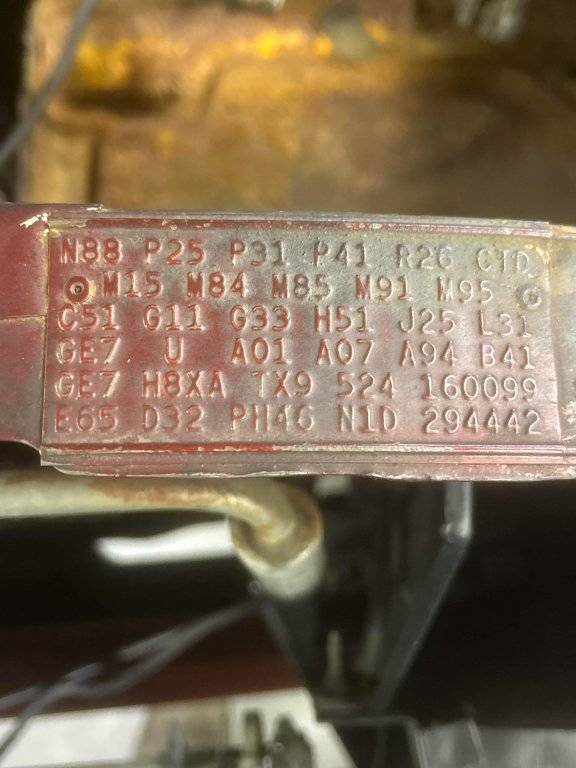 N88 P25 P31 P41 R26 CTD
M15 M84 M85 M91 M95
C51 G11 G33 H51 J25 L31
GE7 U A01 A07 A94 B41
GE7 H8XA TX9 524 160099
E65 D32 PH46 N1D 294442